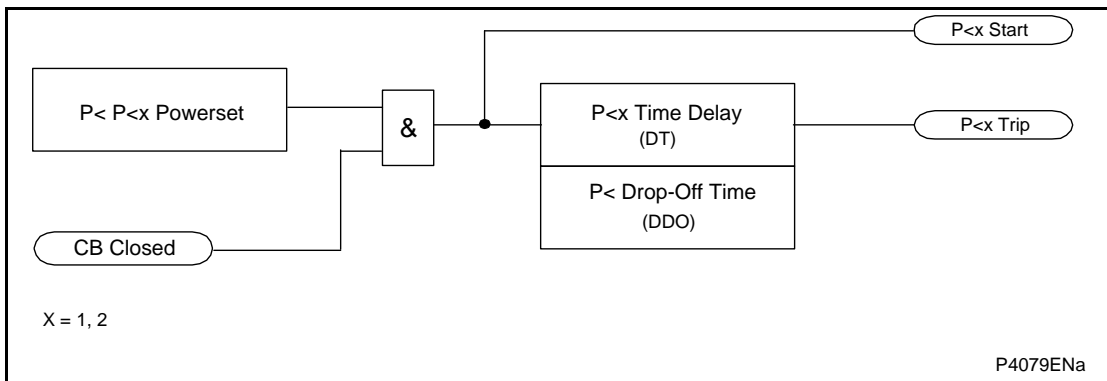 P<x Start
P< P<x Powerset
&
P<x Time Delay
(DT)
P<x Trip
P< Drop-Off Time
(DDO)
CB Closed
X = 1, 2
P4079ENa